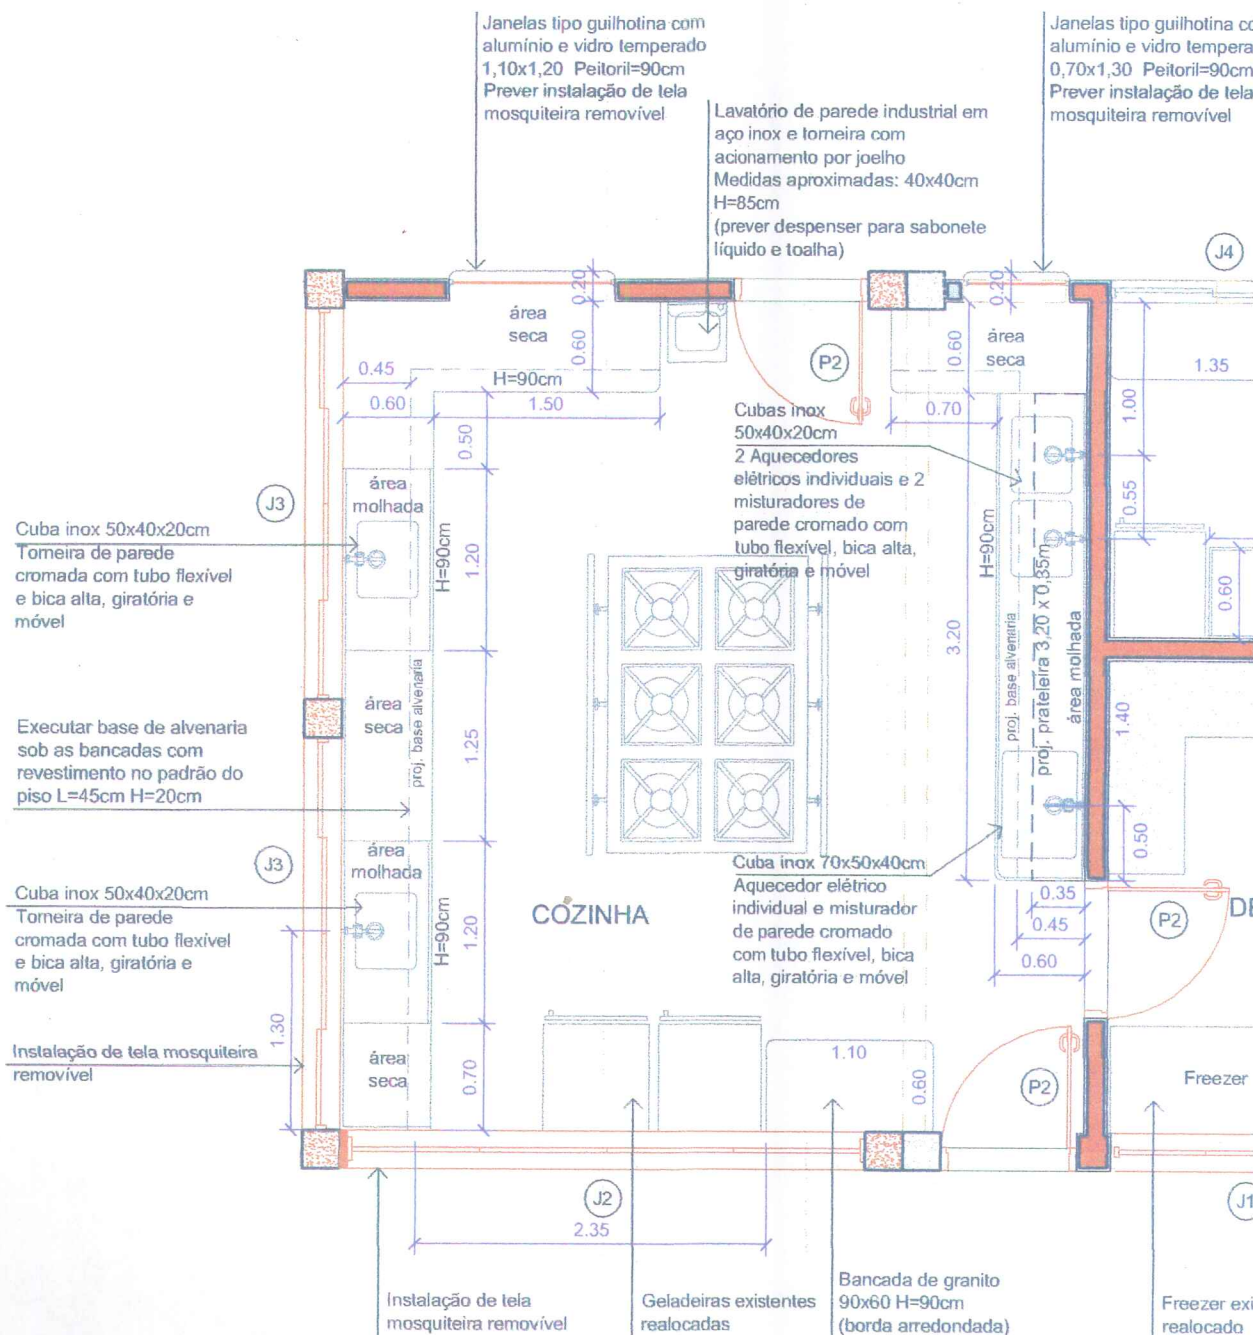 Janelas tipo guilhotina com
alumínio e vidro temperado
1,10x1,20 Peitoril=90cm
Prever instalação de tela
mosquiteira removível
Janelas tipo guilhotina
alumínio e vidro
0,70x1,30 Peitoril=90cm
Prever instalação de tela
mosquiteira removível
Lavatório de parede industrial em
aço inox e torneira com
acionamento por joelho
Medidas aproximadas: 40x40cm
H=85cm
(prever despenser para sabonete
líquido e toalha)
J4
0.20
0.20
área
seca
0.60
0.45
H=90cm
0.60
1.50
0.50
P2
0.60
área
seca
0.70
1.35
1.00
0.55
0.60
Cubas inox
50x40x20cm
2 Aquecedores
elétricos individuais e 2
misturadores de
parede cromado com
tubo flexível, bica alta,
giratória e móvel
J3
área
molhada
H=90cm
1.20
Cuba inox 50x40x20cm
Torneira de parede
cromada com tubo flexível
e bica alta, giratória e
móvel
H=90cm
3.20
proj. base alvenaria
proj. prateleira 3,20 x 0,35m
área molhada
1.40
0.50
área
seca
proj. base alvenaria
1.25
Executar base de alvenaria
sob as bancadas com
revestimento no padrão do
piso L=45cm H=20cm
J3
área
molhada
H=90cm
1.20
Cuba inox 50x40x20cm
Torneira de parede
cromada com tubo flexível
e bica alta, giratória e
móvel
1.30
COZINHA
Cuba inox 70x50x40cm
Aquecedor elétrico
individual e misturador
de parede cromado
com tubo flexível, bica
alta, giratória e móvel
0.35
0.45
0.60
P2
DE
Instalação de tela mosquiteira
removível
área
seca
0.70
1.10
0.60
P2
Freezer
J2
2.35
J1
Instalação de tela
mosquiteira removível
Geladeiras existentes
realocadas
Bancada de granito
90x60 H=90cm
(borda arredondada)
Freezer
realocado